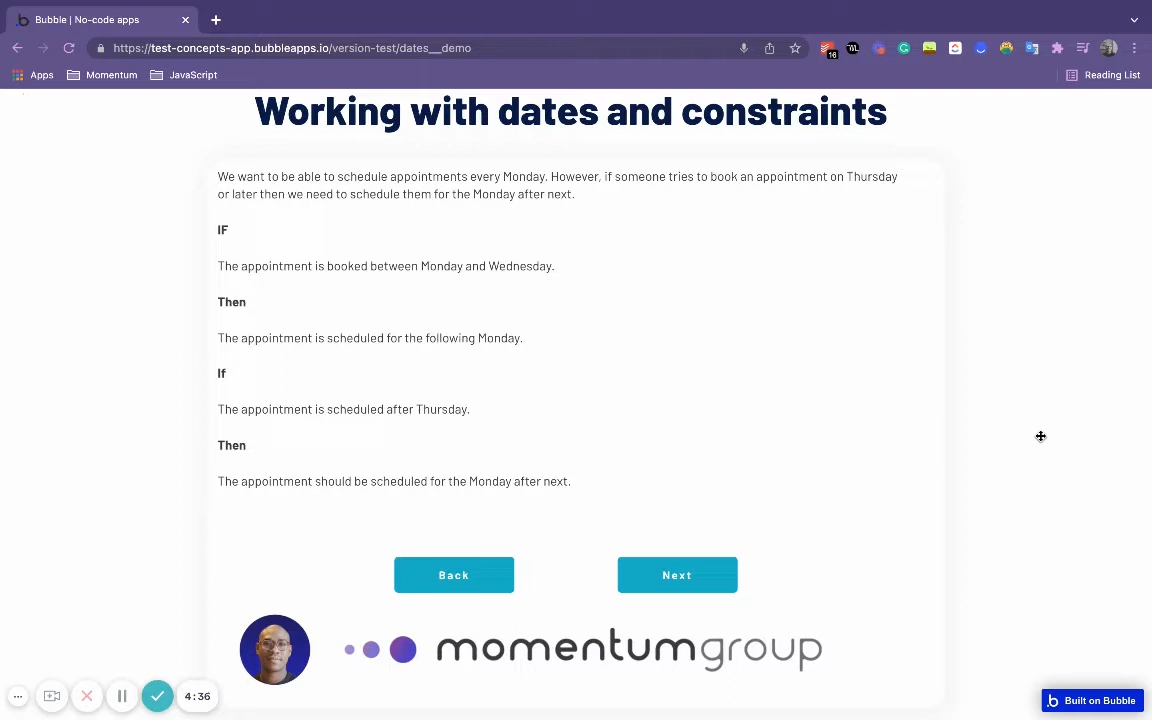 Bubble | No-code apps
https://test-concepts-app.bubbleapps.io/version-test/dates__demo
16
Apps
Momentum
JavaScript
Reading List
Working with dates and constraints
We want to be able to schedule appointments every Monday. However, if someone tries to book an appointment on Thursday
or later then we need to schedule them for the Monday after next.
IF
The appointment is booked between Monday and Wednesday.
Then
The appointment is scheduled for the following Monday.
If
The appointment is scheduled after Thursday.
Then
The appointment should be scheduled for the Monday after next.
Back
Next
momentumgroup
4:36
Built on Bubble